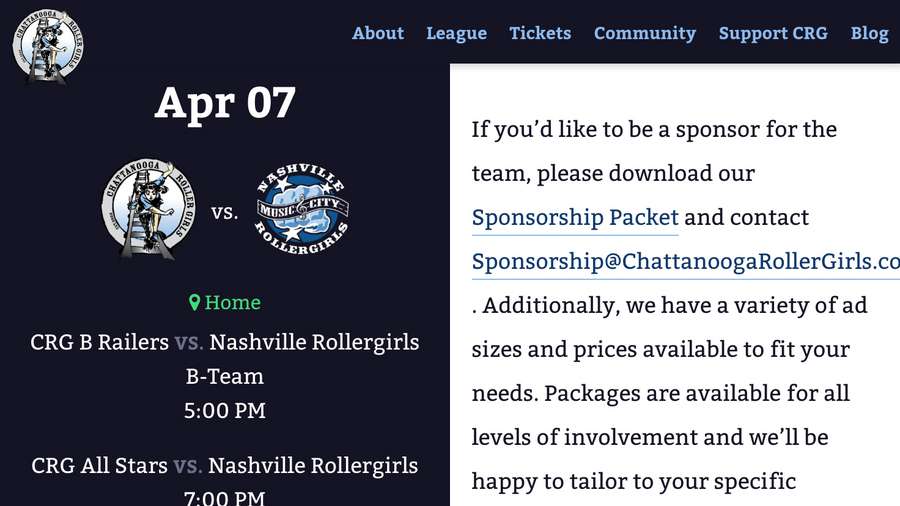 CHATTANOOGA ROLLER GIRLS
About League Tickets Community Support CRG Blog
Apr 07
CHATTANOOGA ROLLER GIRLS
vs.
NASHVILLE
MUSIC CITY
ROLLERGIRLS
Home
CRG B Railers vs. Nashville Rollergirls
B-Team
5:00 PM
CRG All Stars vs. Nashville Rollergirls
7:00 PM
If you’d like to be a sponsor for the
team, please download our
Sponsorship Packet and contact
Sponsorship@ChattanoogaRollerGirls.co
. Additionally, we have a variety of ad
sizes and prices available to fit your
needs. Packages are available for all
levels of involvement and we’ll be
happy to tailor to your specific